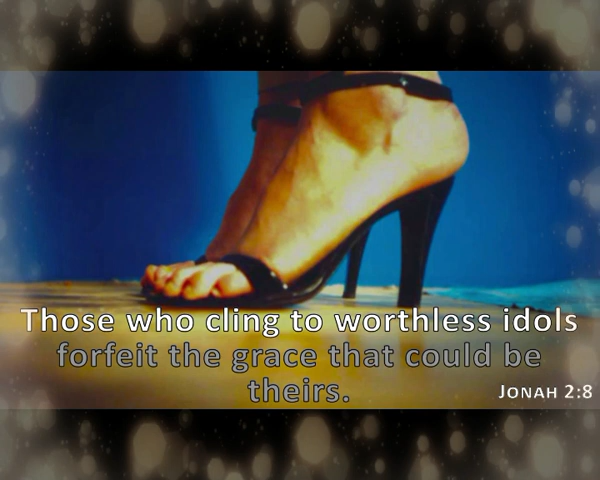 Those who cling to worthless idols
forfeit the grace that could be
theirs.
Jonah 2:8